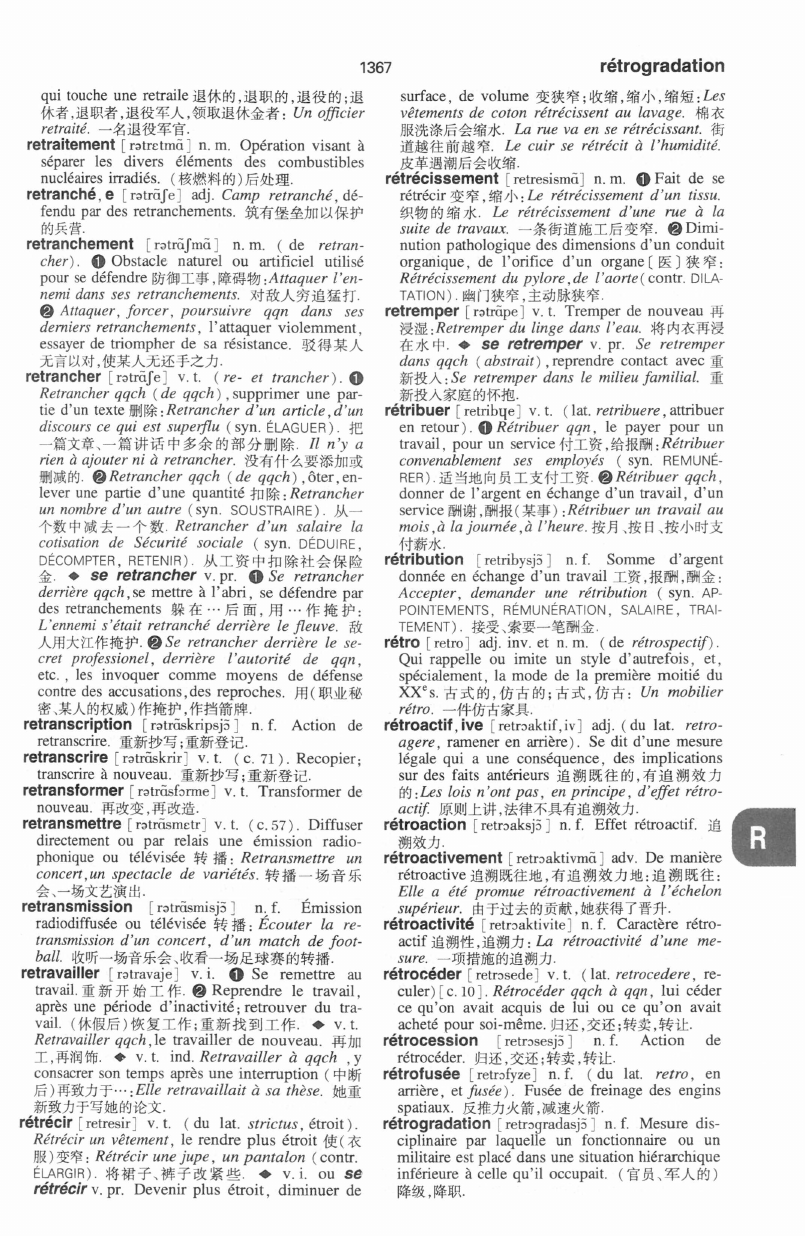 1367
rétrogradation
qui touche une retraile 退休的,退职的,退役的;退
休者,退职者,退役军人,领取退休金者: Un officier
retraité. 一名退役军官.
retraitement [rətretmɑ̃] n. m. Opération visant à
séparer les divers éléments des combustibles
nucléaires irradiés. (核燃料的)后处理.
retranché, e [rətrɑ̃ʃe] adj. Camp retranché, dé-
fendu par des retranchements. 筑有堡垒加以保护
的兵营.
retranchement [rətrɑ̃ʃmɑ̃] n. m. ( de retran-
cher). ❶ Obstacle naturel ou artificiel utilisé
pour se défendre 防御工事,障碍物:Attaquer l'en-
nemi dans ses retranchements. 对敌人穷追猛打.
❷ Attaquer, forcer, poursuivre qqn dans ses
derniers retranchements, l'attaquer violemment,
essayer de triompher de sa résistance. 驳得某人
无言以对,使某人无还手之力.
retrancher [rətrɑ̃ʃe] v. t. ( re- et trancher). ❶
Retrancher qqch (de qqch), supprimer une par-
tie d'un texte 删除:Retrancher d'un article,d'un
discours ce qui est superflu (syn. ÉLAGUER). 把
一篇文章、一篇讲话中多余的部分删除. Il n'y a
rien à ajouter ni à retrancher. 没有什么要添加或
删减的. ❷Retrancher qqch (de qqch),ôter,en-
lever une partie d'une quantité 扣除:Retrancher
un nombre d'un autre (syn. SOUSTRAIRE). 从一
个数中减去一个数. Retrancher d'un salaire la
cotisation de Sécurité sociale ( syn. DÉDUIRE,
DÉCOMPTER, RETENIR). 从工资中扣除社会保险
金. ◆ se retrancher v. pr. ❶ Se retrancher
derrière qqch,se mettre à l'abri, se défendre par
des retranchements 躲在…后面,用…作掩护:
L'ennemi s'était retranché derrière le fleuve. 敌
人用大江作掩护. ❷Se retrancher derrière le se-
cret professionel, derrière l'autorité de qqn,
etc. , les invoquer comme moyens de défense
contre des accusations,des reproches. 用(职业秘
密、某人的权威)作掩护,作挡箭牌.
retranscription [rətrɑ̃skripsjɔ̃] n. f. Action de
retranscrire. 重新抄写;重新登记.
retranscrire [rətrɑ̃skrir] v. t. ( c. 71). Recopier;
transcrire à nouveau. 重新抄写;重新登记.
retransformer [rətrɑ̃sfɔrme] v. t. Transformer de
nouveau. 再改变,再改造.
retransmettre [rətrɑ̃smetr] v. t. (c. 57). Diffuser
directement ou par relais une émission radio-
phonique ou télévisée 转播: Retransmettre un
concert,un spectacle de variétés. 转播一场音乐
会、一场文艺演出.
retransmission [rətrɑ̃smisjɔ̃] n. f. Émission
radiodiffusée ou télévisée 转播: Écouter la re-
transmission d'un concert, d'un match de foot-
ball. 收听一场音乐会、收看一场足球赛的转播.
retravailler [rətravaje] v. i. ❶ Se remettre au
travail. 重新开始工作. ❷ Reprendre le travail,
après une période d'inactivité; retrouver du tra-
vail. (休假后)恢复工作;重新找到工作. ◆ v. t.
Retravailler qqch,le travailler de nouveau. 再加
工,再润饰. ◆ v. t. ind. Retravailler à qqch ,y
consacrer son temps après une interruption (中断
后)再致力于…:Elle retravaillait à sa thèse. 她重
新致力于写她的论文.
rétrécir [retresir] v. t. ( du lat. strictus, étroit).
Rétrécir un vêtement, le rendre plus étroit 使(衣
服)变窄: Rétrécir une jupe, un pantalon (contr.
ÉLARGIR). 将裙子、裤子改紧些. ◆ v. i. ou se
rétrécir v. pr. Devenir plus étroit, diminuer de
surface, de volume 变狭窄;收缩,缩小,缩短:Les
vêtements de coton rétrécissent au lavage. 棉衣
服洗涤后会缩水. La rue va en se rétrécissant. 街
道越往前越窄. Le cuir se rétrécit à l'humidité.
皮革遇潮后会收缩.
rétrécissement [retresismɑ̃] n. m. ❶ Fait de se
rétrécir 变窄,缩小:Le rétrécissement d'un tissu.
织物的缩水. Le rétrécissement d'une rue à la
suite de travaux. 一条街道施工后变窄. ❷ Dimi-
nution pathologique des dimensions d'un conduit
organique, de l'orifice d'un organe〔医〕狭窄:
Rétrécissement du pylore,de l'aorte(contr. DILA-
TATION). 幽门狭窄,主动脉狭窄.
retremper [rətrɑ̃pe] v. t. Tremper de nouveau 再
浸湿:Retremper du linge dans l'eau. 将内衣再浸
在水中. ◆ se retremper v. pr. Se retremper
dans qqch (abstrait), reprendre contact avec 重
新投入:Se retremper dans le milieu familial. 重
新投入家庭的怀抱.
rétribuer [retribɥe] v. t. (lat. retribuere, attribuer
en retour). ❶ Rétribuer qqn, le payer pour un
travail, pour un service 付工资,给报酬:Rétribuer
convenablement ses employés ( syn. REMUNÉ-
RER). 适当地向员工支付工资. ❷ Rétribuer qqch,
donner de l'argent en échange d'un travail, d'un
service 酬谢,酬报(某事):Rétribuer un travail au
mois,à la journée,à l'heure. 按月、按日、按小时支
付薪水.
rétribution [retribysjɔ̃] n. f. Somme d'argent
donnée en échange d'un travail 工资,报酬,酬金:
Accepter, demander une rétribution ( syn. AP-
POINTEMENTS, RÉMUNÉRATION, SALAIRE, TRAI-
TEMENT). 接受、索要一笔酬金.
rétro [retro] adj. inv. et n. m. ( de rétrospectif).
Qui rappelle ou imite un style d'autrefois, et,
spécialement, la mode de la première moitié du
XXᵉ s. 古式的,仿古的;古式,仿古: Un mobilier
rétro. 一件仿古家具.
rétroactif,ive [retrɔaktif,iv] adj. (du lat. retro-
agere, ramener en arrière). Se dit d'une mesure
légale qui a une conséquence, des implications
sur des faits antérieurs 追溯既往的,有追溯效力
的:Les lois n'ont pas, en principe, d'effet rétro-
actif. 原则上讲,法律不具有追溯效力.
rétroaction [retrɔaksjɔ̃] n. f. Effet rétroactif. 追
溯效力.
rétroactivement [retrɔaktivmɑ̃] adv. De manière
rétroactive 追溯既往地,有追溯效力地;追溯既往:
Elle a été promue rétroactivement à l'échelon
supérieur. 由于过去的贡献,她获得了晋升.
rétroactivité [retrɔaktivite] n. f. Caractère rétro-
actif 追溯性,追溯力: La rétroactivité d'une me-
sure. 一项措施的追溯力.
rétrocéder [retrɔsede] v. t. (lat. retrocedere, re-
culer)[c. 10]. Rétrocéder qqch à qqn, lui céder
ce qu'on avait acquis de lui ou ce qu'on avait
acheté pour soi-même. 归还,交还;转卖,转让.
rétrocession [retrɔsesjɔ̃] n. f. Action de
rétrocéder. 归还,交还;转卖,转让.
rétrofusée [retrɔfyze] n. f. ( du lat. retro, en
arrière, et fusée). Fusée de freinage des engins
spatiaux. 反推力火箭,减速火箭.
rétrogradation [retrɔgradasjɔ̃] n. f. Mesure dis-
ciplinaire par laquelle un fonctionnaire ou un
militaire est placé dans une situation hiérarchique
inférieure à celle qu'il occupait. (官员、军人的)
降级,降职.
R